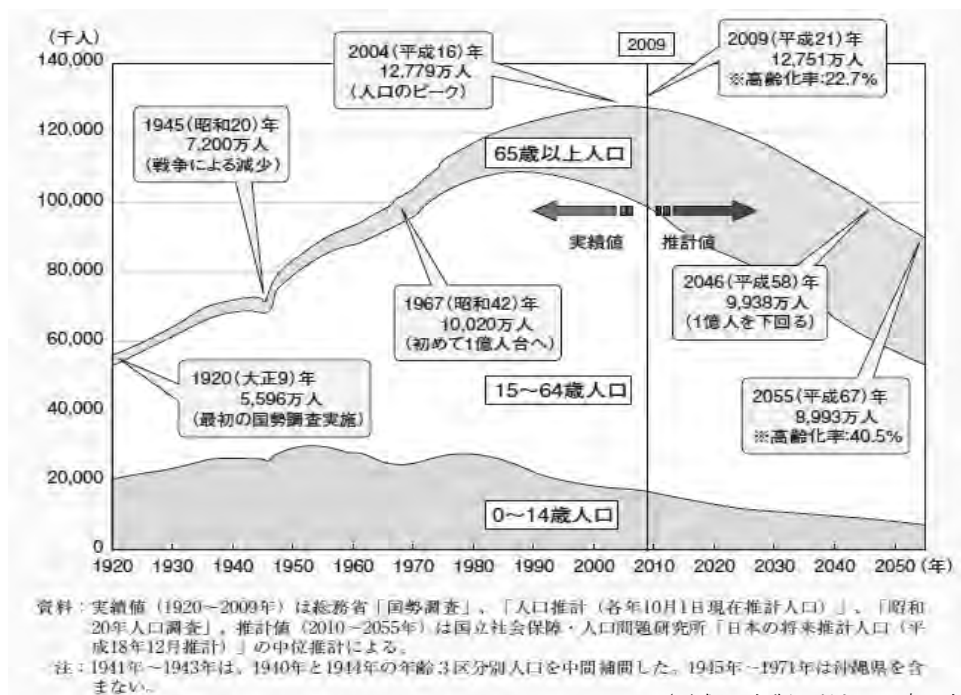 (千人)
140,000
120,000
100,000
80,000
60,000
40,000
20,000
0
2004(平成16)年
12,779万人
(人口のピーク)
2009
2009(平成21)年
12,751万人
※高齢化率:22.7%
1945(昭和20)年
7,200万人
(戦争による減少)
65歳以上人口
実績値
推計値
1967(昭和42)年
10,020万人
(初めて1億人台へ)
2046(平成58)年
9,938万人
(1億人を下回る)
1920(大正9)年
5,596万人
(最初の国勢調査実施)
15〜64歳人口
2055(平成67)年
8,993万人
※高齢化率:40.5%
0〜14歳人口
1920 1930 1940 1950 1960 1970 1980 1990 2000 2010 2020 2030 2040 2050 (年)
資料:実績値(1920〜2009年)は総務省「国勢調査」、「人口推計(各年10月1日現在推計人口)」、「昭和
20年人口調査」、推計値(2010〜2055年)は国立社会保障・人口問題研究所「日本の将来推計人口(平
成18年12月推計)」の中位推計による。
注:1941年〜1943年は、1940年と1944年の年齢3区分別人口を中間補間した。1945年〜1971年は沖縄県を含
まない。